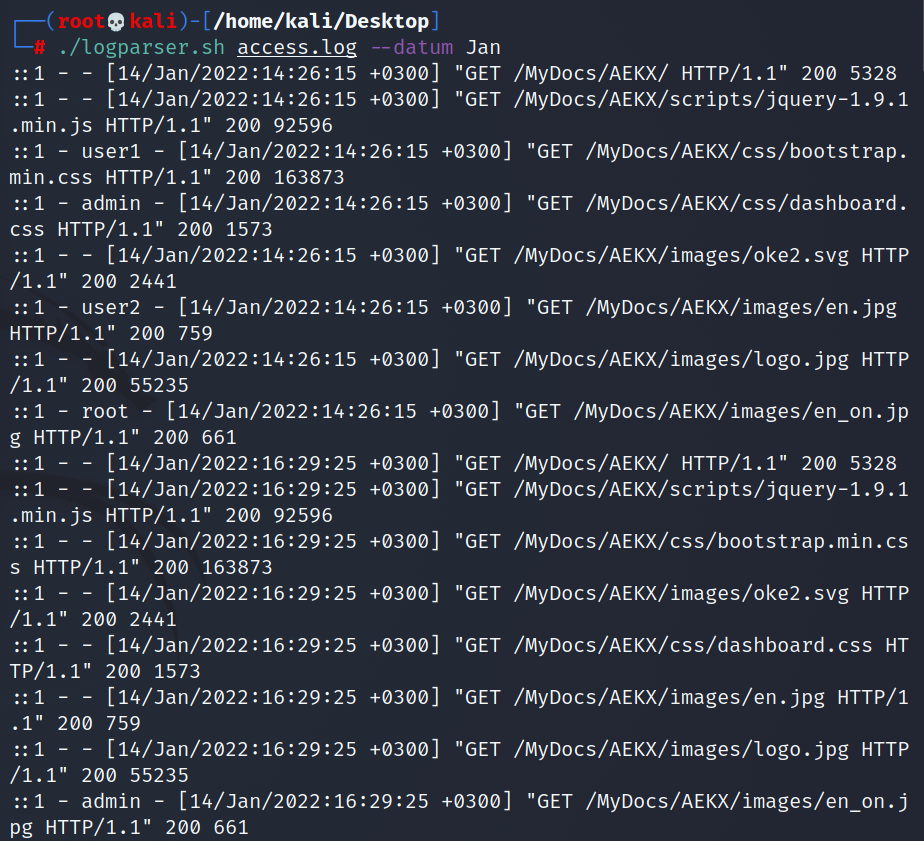 ┌──(root💀kali)-[/home/kali/Desktop]
└─# ./logparser.sh access.log --datum Jan
::1 - - [14/Jan/2022:14:26:15 +0300] "GET /MyDocs/AEKX/ HTTP/1.1" 200 5328
::1 - - [14/Jan/2022:14:26:15 +0300] "GET /MyDocs/AEKX/scripts/jquery-1.9.1
.min.js HTTP/1.1" 200 92596
::1 - user1 - [14/Jan/2022:14:26:15 +0300] "GET /MyDocs/AEKX/css/bootstrap.
min.css HTTP/1.1" 200 163873
::1 - admin - [14/Jan/2022:14:26:15 +0300] "GET /MyDocs/AEKX/css/dashboard.
css HTTP/1.1" 200 1573
::1 - - [14/Jan/2022:14:26:15 +0300] "GET /MyDocs/AEKX/images/oke2.svg HTTP
/1.1" 200 2441
::1 - user2 - [14/Jan/2022:14:26:15 +0300] "GET /MyDocs/AEKX/images/en.jpg
HTTP/1.1" 200 759
::1 - - [14/Jan/2022:14:26:15 +0300] "GET /MyDocs/AEKX/images/logo.jpg HTTP
/1.1" 200 55235
::1 - root - [14/Jan/2022:14:26:15 +0300] "GET /MyDocs/AEKX/images/en_on.jp
g HTTP/1.1" 200 661
::1 - - [14/Jan/2022:16:29:25 +0300] "GET /MyDocs/AEKX/ HTTP/1.1" 200 5328
::1 - - [14/Jan/2022:16:29:25 +0300] "GET /MyDocs/AEKX/scripts/jquery-1.9.1
.min.js HTTP/1.1" 200 92596
::1 - - [14/Jan/2022:16:29:25 +0300] "GET /MyDocs/AEKX/css/bootstrap.min.cs
s HTTP/1.1" 200 163873
::1 - - [14/Jan/2022:16:29:25 +0300] "GET /MyDocs/AEKX/images/oke2.svg HTTP
/1.1" 200 2441
::1 - - [14/Jan/2022:16:29:25 +0300] "GET /MyDocs/AEKX/css/dashboard.css HT
TP/1.1" 200 1573
::1 - - [14/Jan/2022:16:29:25 +0300] "GET /MyDocs/AEKX/images/en.jpg HTTP/1
.1" 200 759
::1 - - [14/Jan/2022:16:29:25 +0300] "GET /MyDocs/AEKX/images/logo.jpg HTTP
/1.1" 200 55235
::1 - admin - [14/Jan/2022:16:29:25 +0300] "GET /MyDocs/AEKX/images/en_on.j
pg HTTP/1.1" 200 661